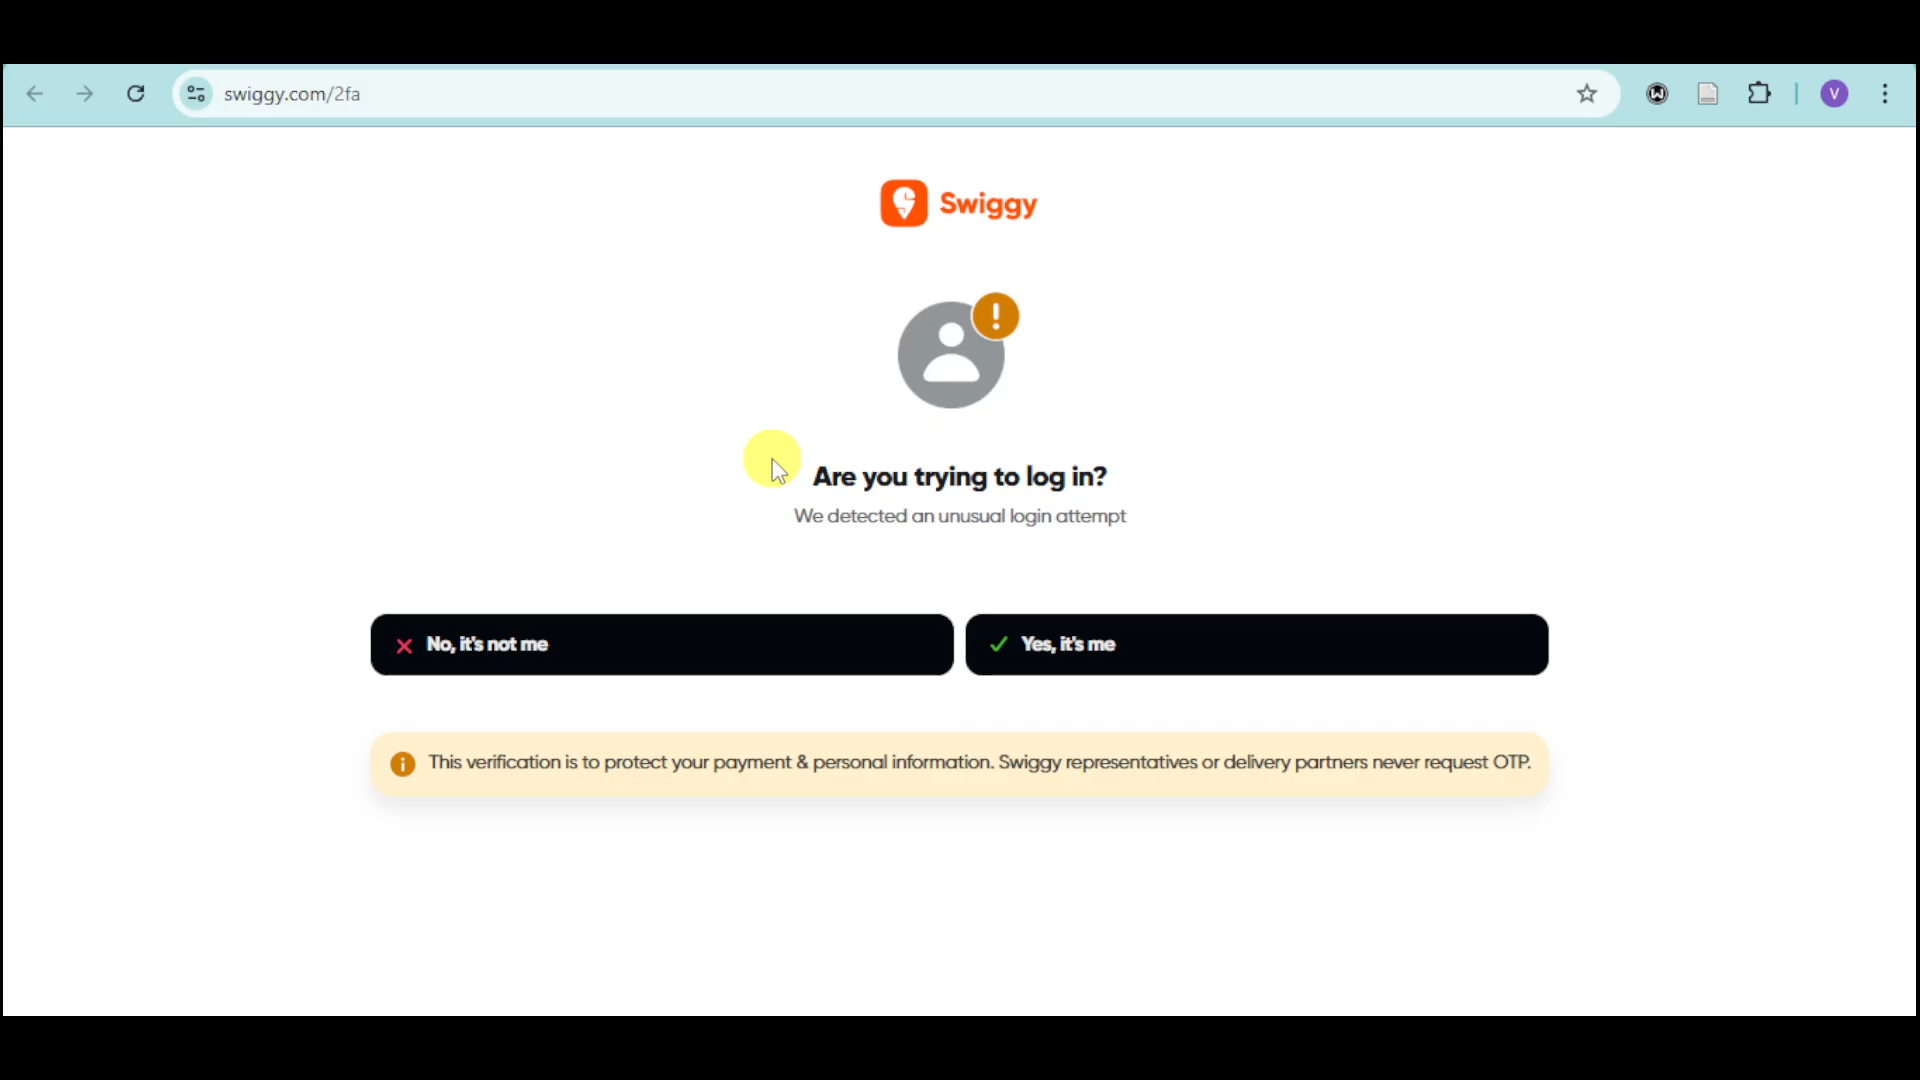 swiggy.com/2fa
V
Swiggy
Are you trying to log in?
We detected an unusual login attempt
No, it's not me
Yes, it's me
This verification is to protect your payment & personal information. Swiggy representatives or delivery partners never request OTP.